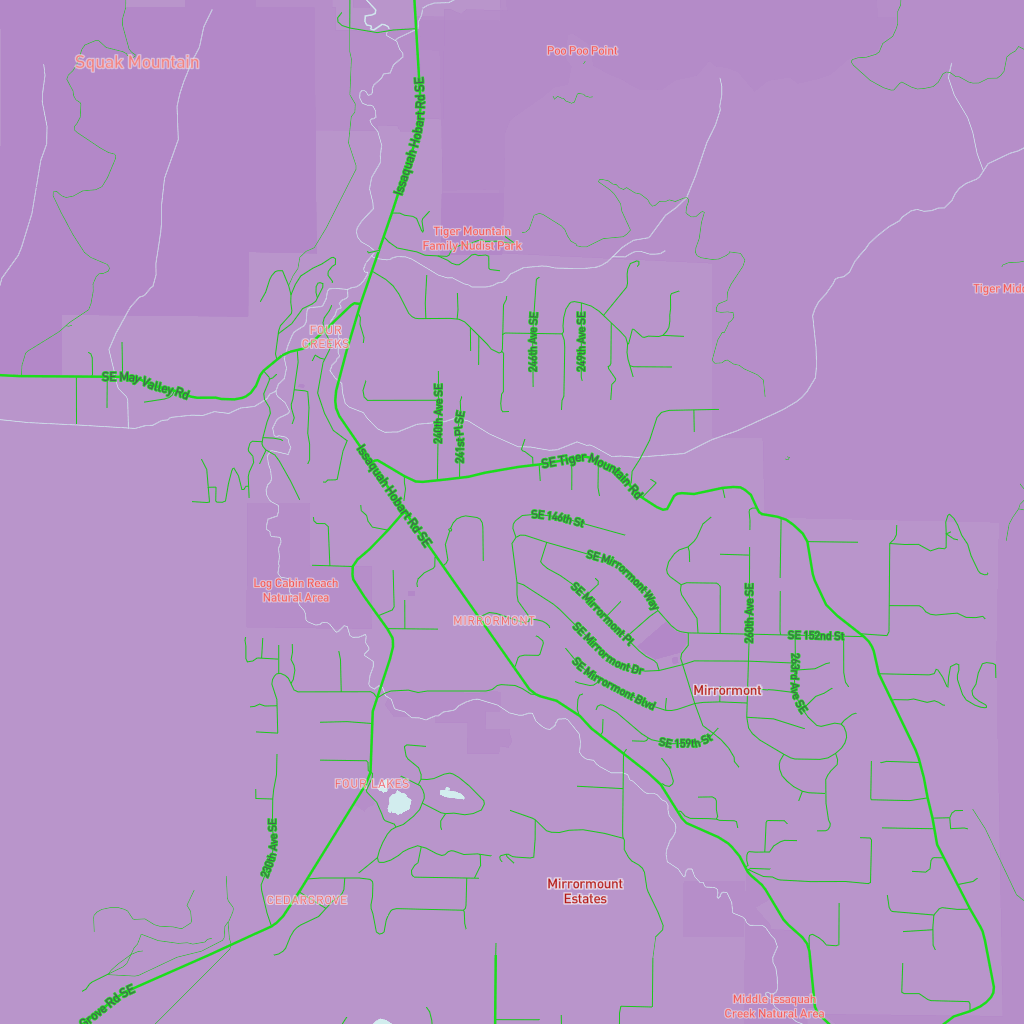 Poo Poo Point
Squak Mountain
Issaquah Hobart Rd SE
Tiger Mountain
Family Nudist Park
Tiger Midd
FOUR
CREEKS
246th Ave SE
249th Ave SE
SE May Valley Rd
240th Ave SE
241st Pl SE
Issaquah Hobart Rd SE
SE Tiger Mountain Rd
SE 146th St
SE Mirrormont Way
Log Cabin Reach
Natural Area
SE Mirrormont Pl
260th Ave SE
MIRRORMONT
SE 152nd St
SE Mirrormont Dr
263rd Ave SE
SE Mirrormont Blvd
Mirrormont
SE 159th St
FOUR LAKES
230th Ave SE
Mirrormount
Estates
CEDARGROVE
Grove Rd SE
Middle Issaquah
Creek Natural Area